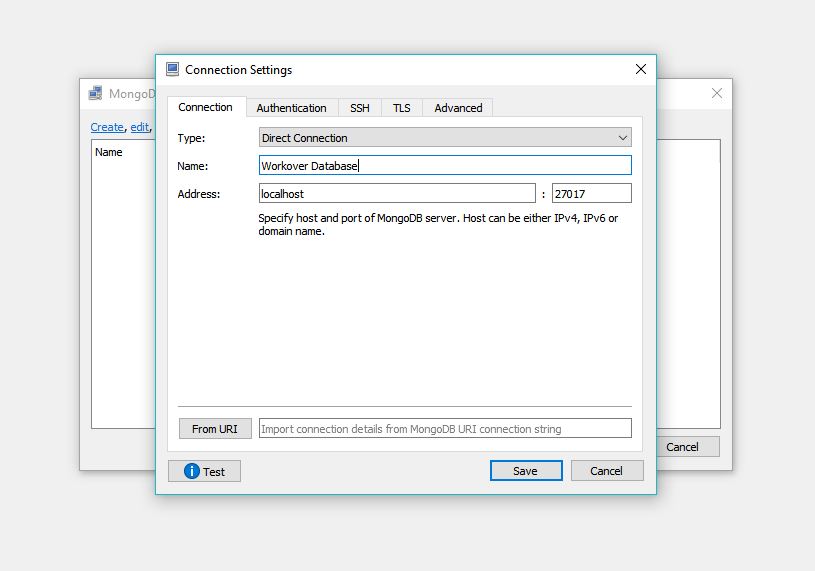 Connection Settings
MongoD
Create, edit,
Name
Connection
Authentication
SSH
TLS
Advanced
Type:
Direct Connection
Name:
Workover Database
Address:
localhost
:
27017
Specify host and port of MongoDB server. Host can be either IPv4, IPv6 or
domain name.
From URI
Import connection details from MongoDB URI connection string
Test
Save
Cancel
Cancel